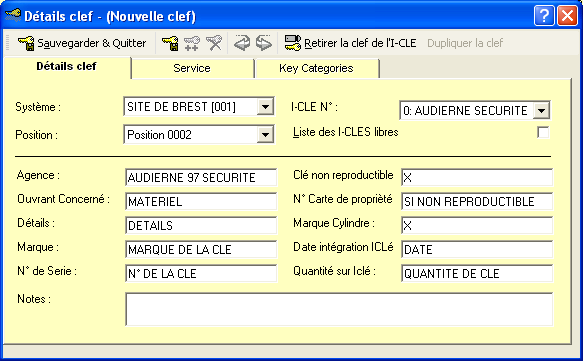 Détails clef - (Nouvelle clef)
Sauvegarder & Quitter Retirer la clef de l'I-CLE Dupliquer la clef
Détails clef Service Key Categories
Système : SITE DE BREST [001] I-CLE N° : 0: AUDIERNE SECURITE
Position : Position 0002 Liste des I-CLES libres
Agence : AUDIERNE 97 SECURITE Clé non reproductible X
Ouvrant Concerné : MATERIEL N° Carte de propriètè SI NON REPRODUCTIBLE
Détails : DETAILS Marque Cylindre : X
Marque : MARQUE DE LA CLE Date intégration ICLé DATE
N° de Serie : N° DE LA CLE Quantité sur Iclé : QUANTITE DE CLE
Notes :